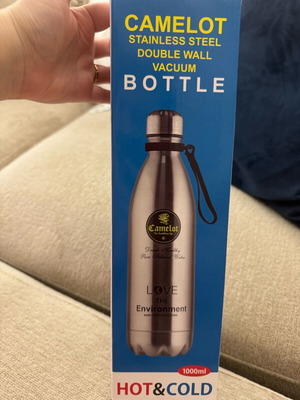 CAMELOT
STAINLESS STEEL
DOUBLE WALL
VACUUM
BOTTLE
Camelot
LOVE
THE
Environment
1000ml
HOT&COLD